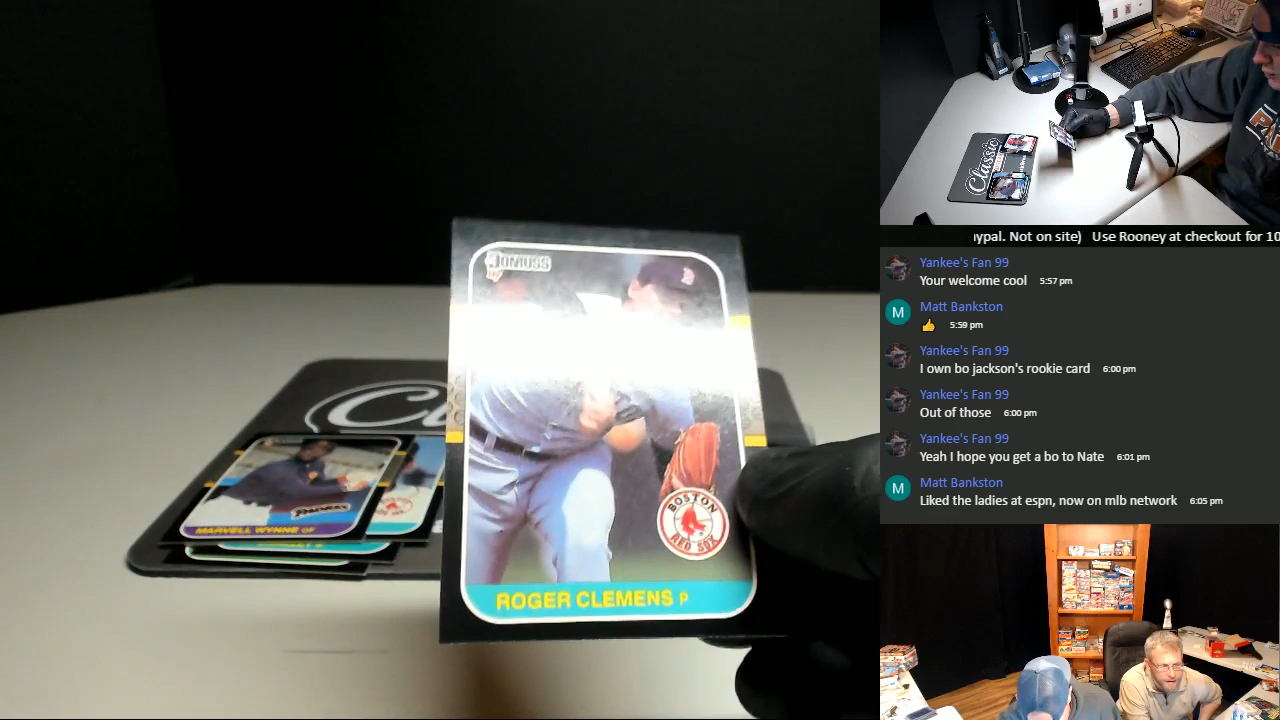 Donruss
BOSTON
RED SOX
ROGER CLEMENS P
MARVELL WYNNE OF
Padres
Classic
aypal. Not on site) Use Rooney at checkout for 10
Yankee's Fan 99
Your welcome cool 5:57 pm
M
Matt Bankston
👍 5:59 pm
Yankee's Fan 99
I own bo jackson's rookie card 6:00 pm
Yankee's Fan 99
Out of those 6:00 pm
Yankee's Fan 99
Yeah I hope you get a bo to Nate 6:01 pm
M
Matt Bankston
Liked the ladies at espn, now on mlb network 6:05 pm